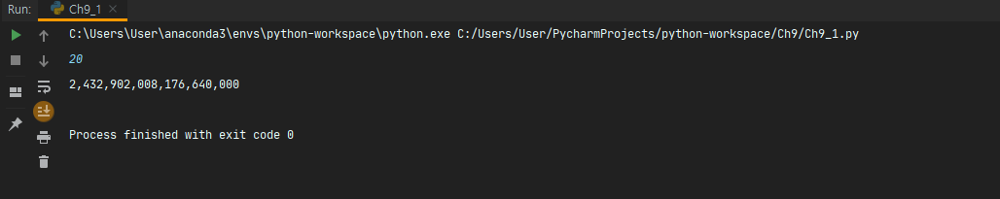 Run: Ch9_1
C:\Users\User\anaconda3\envs\python-workspace\python.exe C:/Users/User/PycharmProjects/python-workspace/Ch9/Ch9_1.py
20
2,432,902,008,176,640,000
Process finished with exit code 0